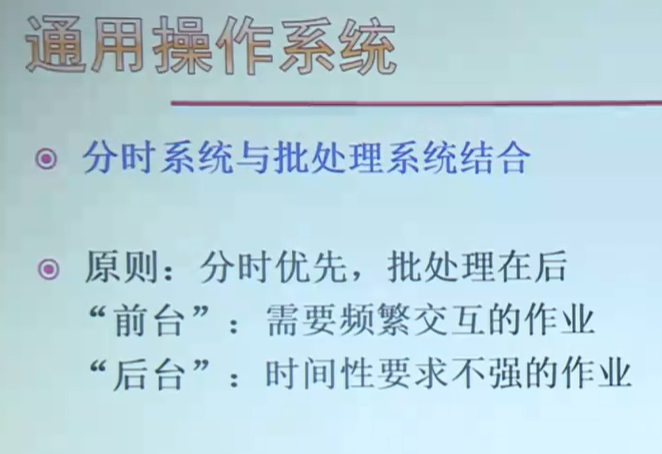 通用操作系统
分时系统与批处理系统结合
原则：分时优先，批处理在后
“前台”：需要频繁交互的作业
“后台”：时间性要求不强的作业